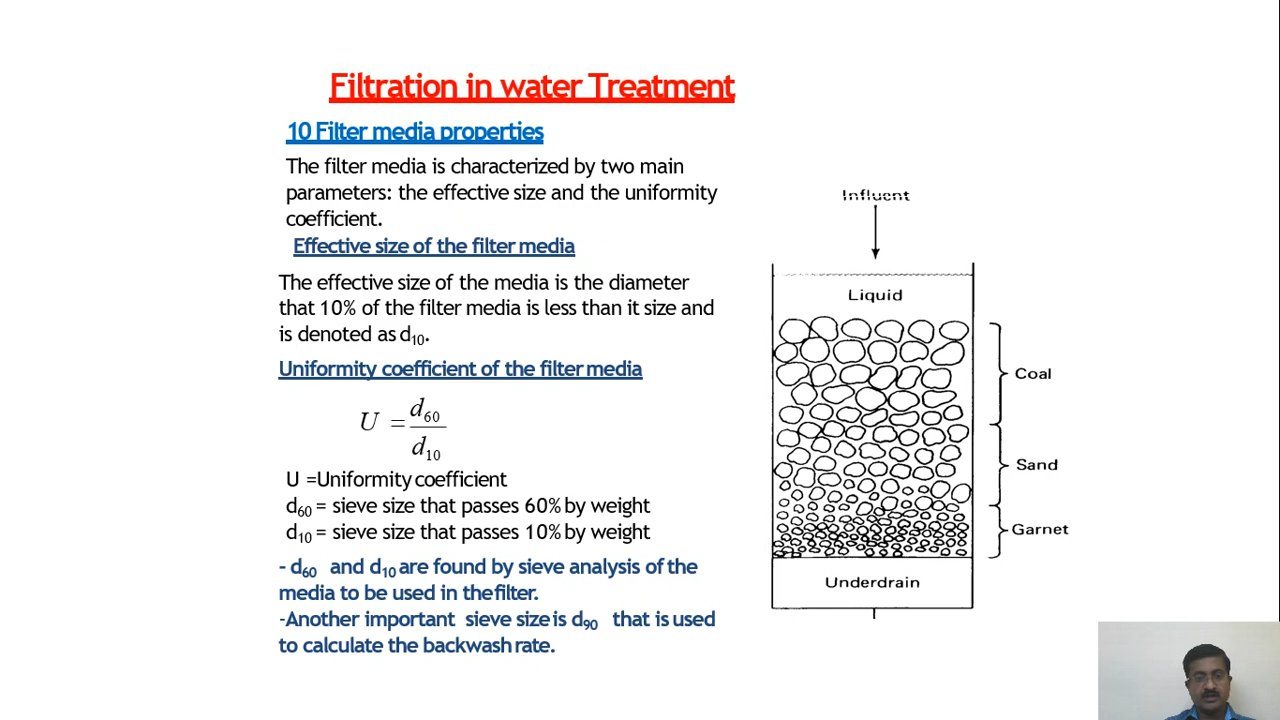 Filtration in water Treatment
10 Filter media properties
The filter media is characterized by two main
parameters: the effective size and the uniformity
coefficient.
Effective size of the filter media
The effective size of the media is the diameter
that 10% of the filter media is less than it size and
is denoted as d10.
Uniformity coefficient of the filter media
U = d60 / d10
U =Uniformity coefficient
d60 = sieve size that passes 60% by weight
d10 = sieve size that passes 10% by weight
- d60 and d10 are found by sieve analysis of the
media to be used in the filter.
-Another important sieve size is d90 that is used
to calculate the backwash rate.
Influent
Liquid
Coal
Sand
Garnet
Underdrain